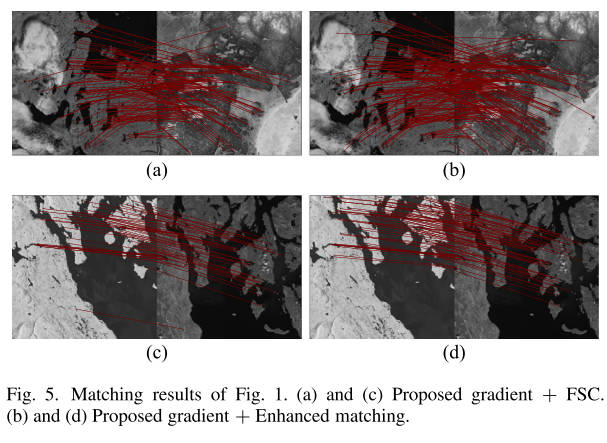 (a)
(b)
(c)
(d)
Fig. 5. Matching results of Fig. 1. (a) and (c) Proposed gradient + FSC.
(b) and (d) Proposed gradient + Enhanced matching.